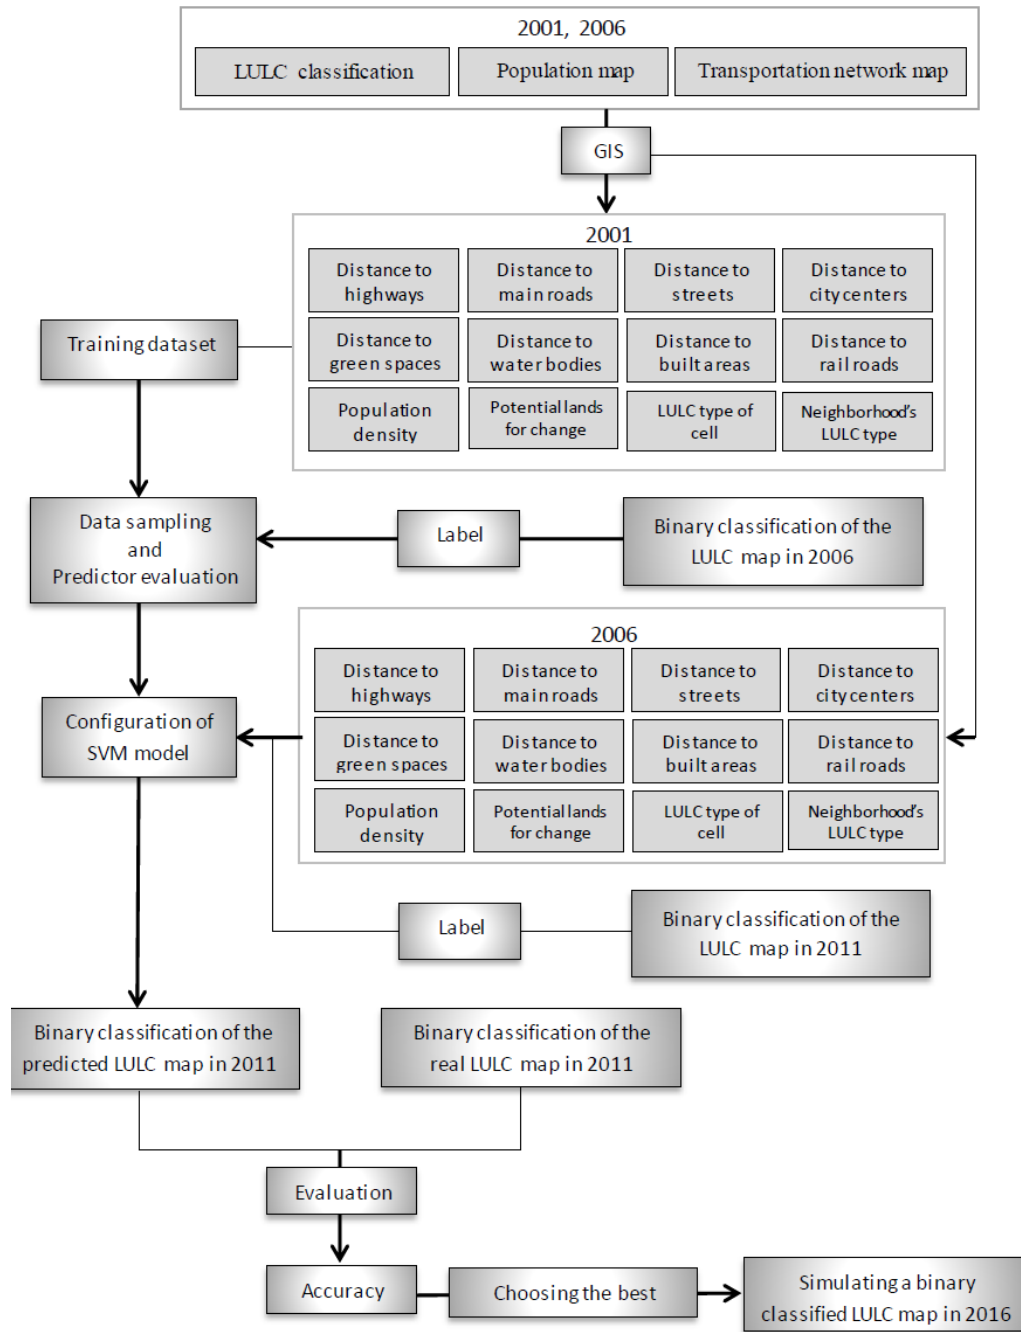 2001, 2006
LULC classification
Population map
Transportation network map
GIS
2001
Distance to
highways
Distance to
main roads
Distance to
streets
Distance to
city centers
Training dataset
Distance to
green spaces
Distance to
water bodies
Distance to
built areas
Distance to
rail roads
Population
density
Potential lands
for change
LULC type of
cell
Neighborhood's
LULC type
Data sampling
and
Predictor evaluation
Label
Binary classification of the
LULC map in 2006
2006
Distance to
highways
Distance to
main roads
Distance to
streets
Distance to
city centers
Configuration of
SVM model
Distance to
green spaces
Distance to
water bodies
Distance to
built areas
Distance to
rail roads
Population
density
Potential lands
for change
LULC type of
cell
Neighborhood's
LULC type
Label
Binary classification of the
LULC map in 2011
Binary classification of the
predicted LULC map in 2011
Binary classification of the
real LULC map in 2011
Evaluation
Accuracy
Choosing the best
Simulating a binary
classified LULC map in 2016